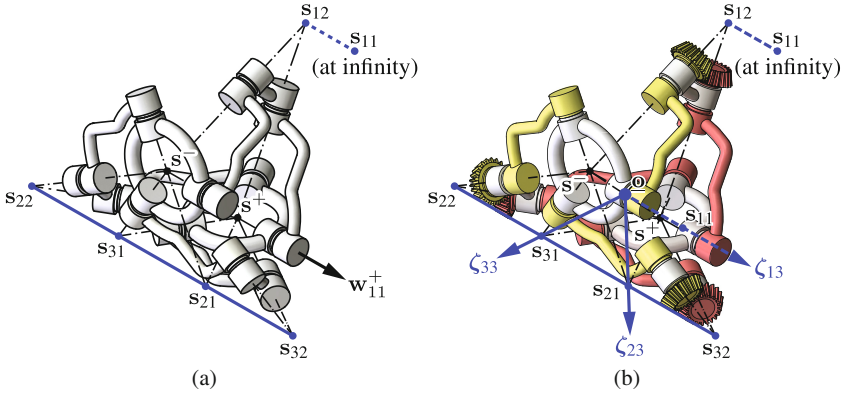 s12
s11
(at infinity)
s−
s+
s22
s31
s21
s32
w11+
(a)
s12
s11
(at infinity)
s−
o
s+
s11
s22
s31
s21
s32
ζ33
ζ13
ζ23
(b)